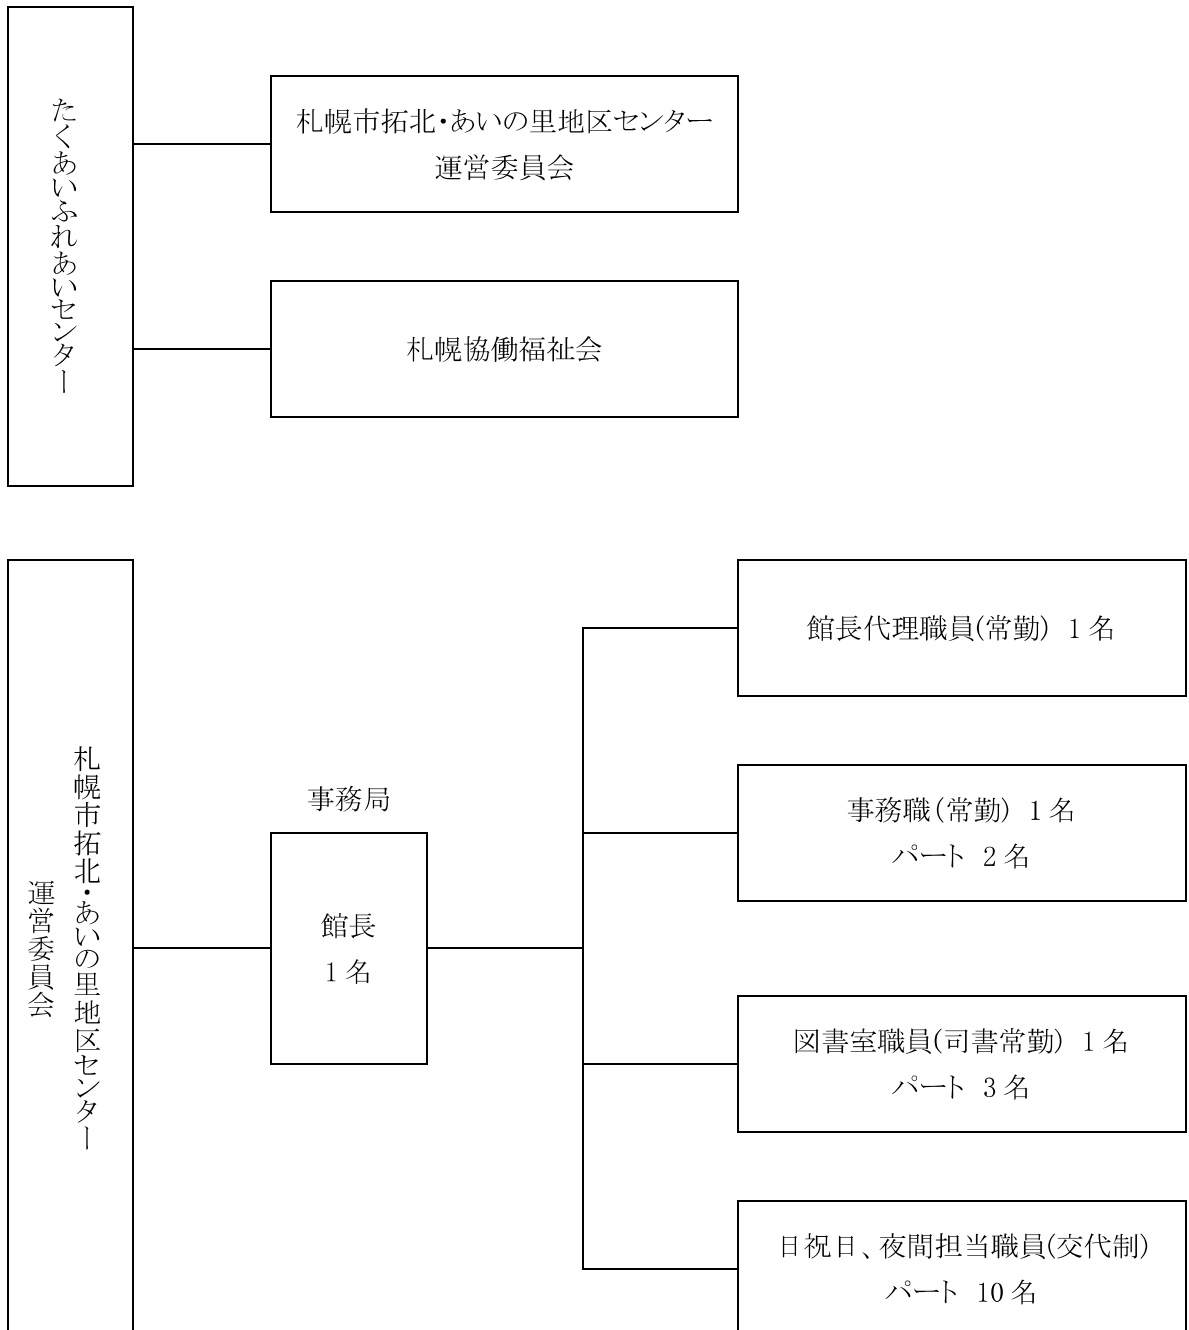 たくあいふれあいセンター
札幌市拓北・あいの里地区センター
運営委員会
札幌協働福祉会
札幌市拓北・あいの里地区センター
運営委員会
事務局
館長
1 名
館長代理職員(常勤) 1 名
事務職(常勤) 1 名
パート 2 名
図書室職員(司書常勤) 1 名
パート 3 名
日祝日、夜間担当職員(交代制)
パート 10 名